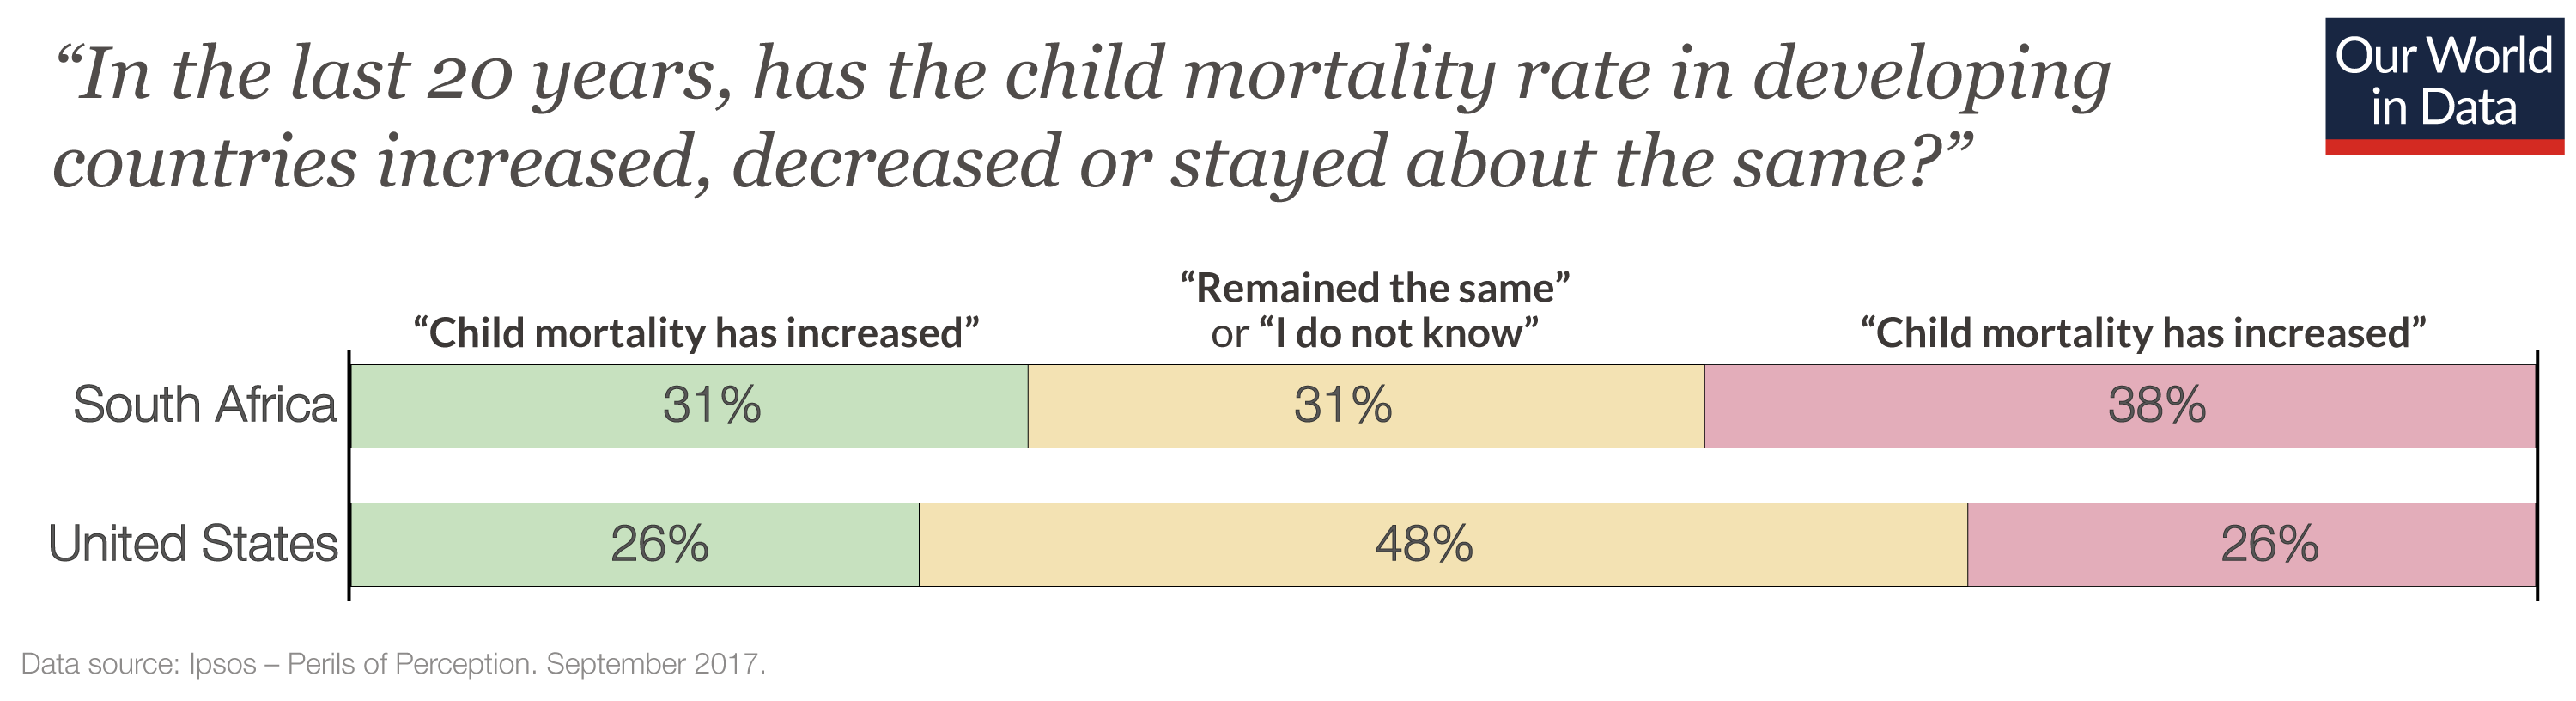 “In the last 20 years, has the child mortality rate in developing
countries increased, decreased or stayed about the same?”
Our World
in Data
“Remained the same”
“Child mortality has increased”
or “I do not know”
“Child mortality has increased”
South Africa
31%
31%
38%
United States
26%
48%
26%
Data source: Ipsos – Perils of Perception. September 2017.